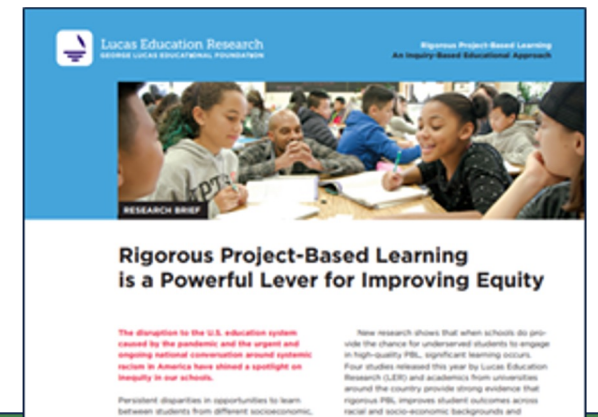 Lucas Education Research
GEORGE LUCAS EDUCATIONAL FOUNDATION
Rigorous Project-Based Learning
An Inquiry-Based Educational Approach
RESEARCH BRIEF
Rigorous Project-Based Learning
is a Powerful Lever for Improving Equity
The disruption to the U.S. education system
caused by the pandemic and the urgent and
ongoing national conversation around systemic
racism in America have shined a spotlight on
inequity in our schools.
Persistent disparities in opportunities to learn
between students from different socioeconomic,
New research shows that when schools do pro-
vide the chance for underserved students to engage
in high-quality PBL, significant learning occurs.
Four studies released this year by Lucas Education
Research (LER) and academics from universities
around the country provide strong evidence that
rigorous PBL improves student outcomes across
racial and socio-economic backgrounds and